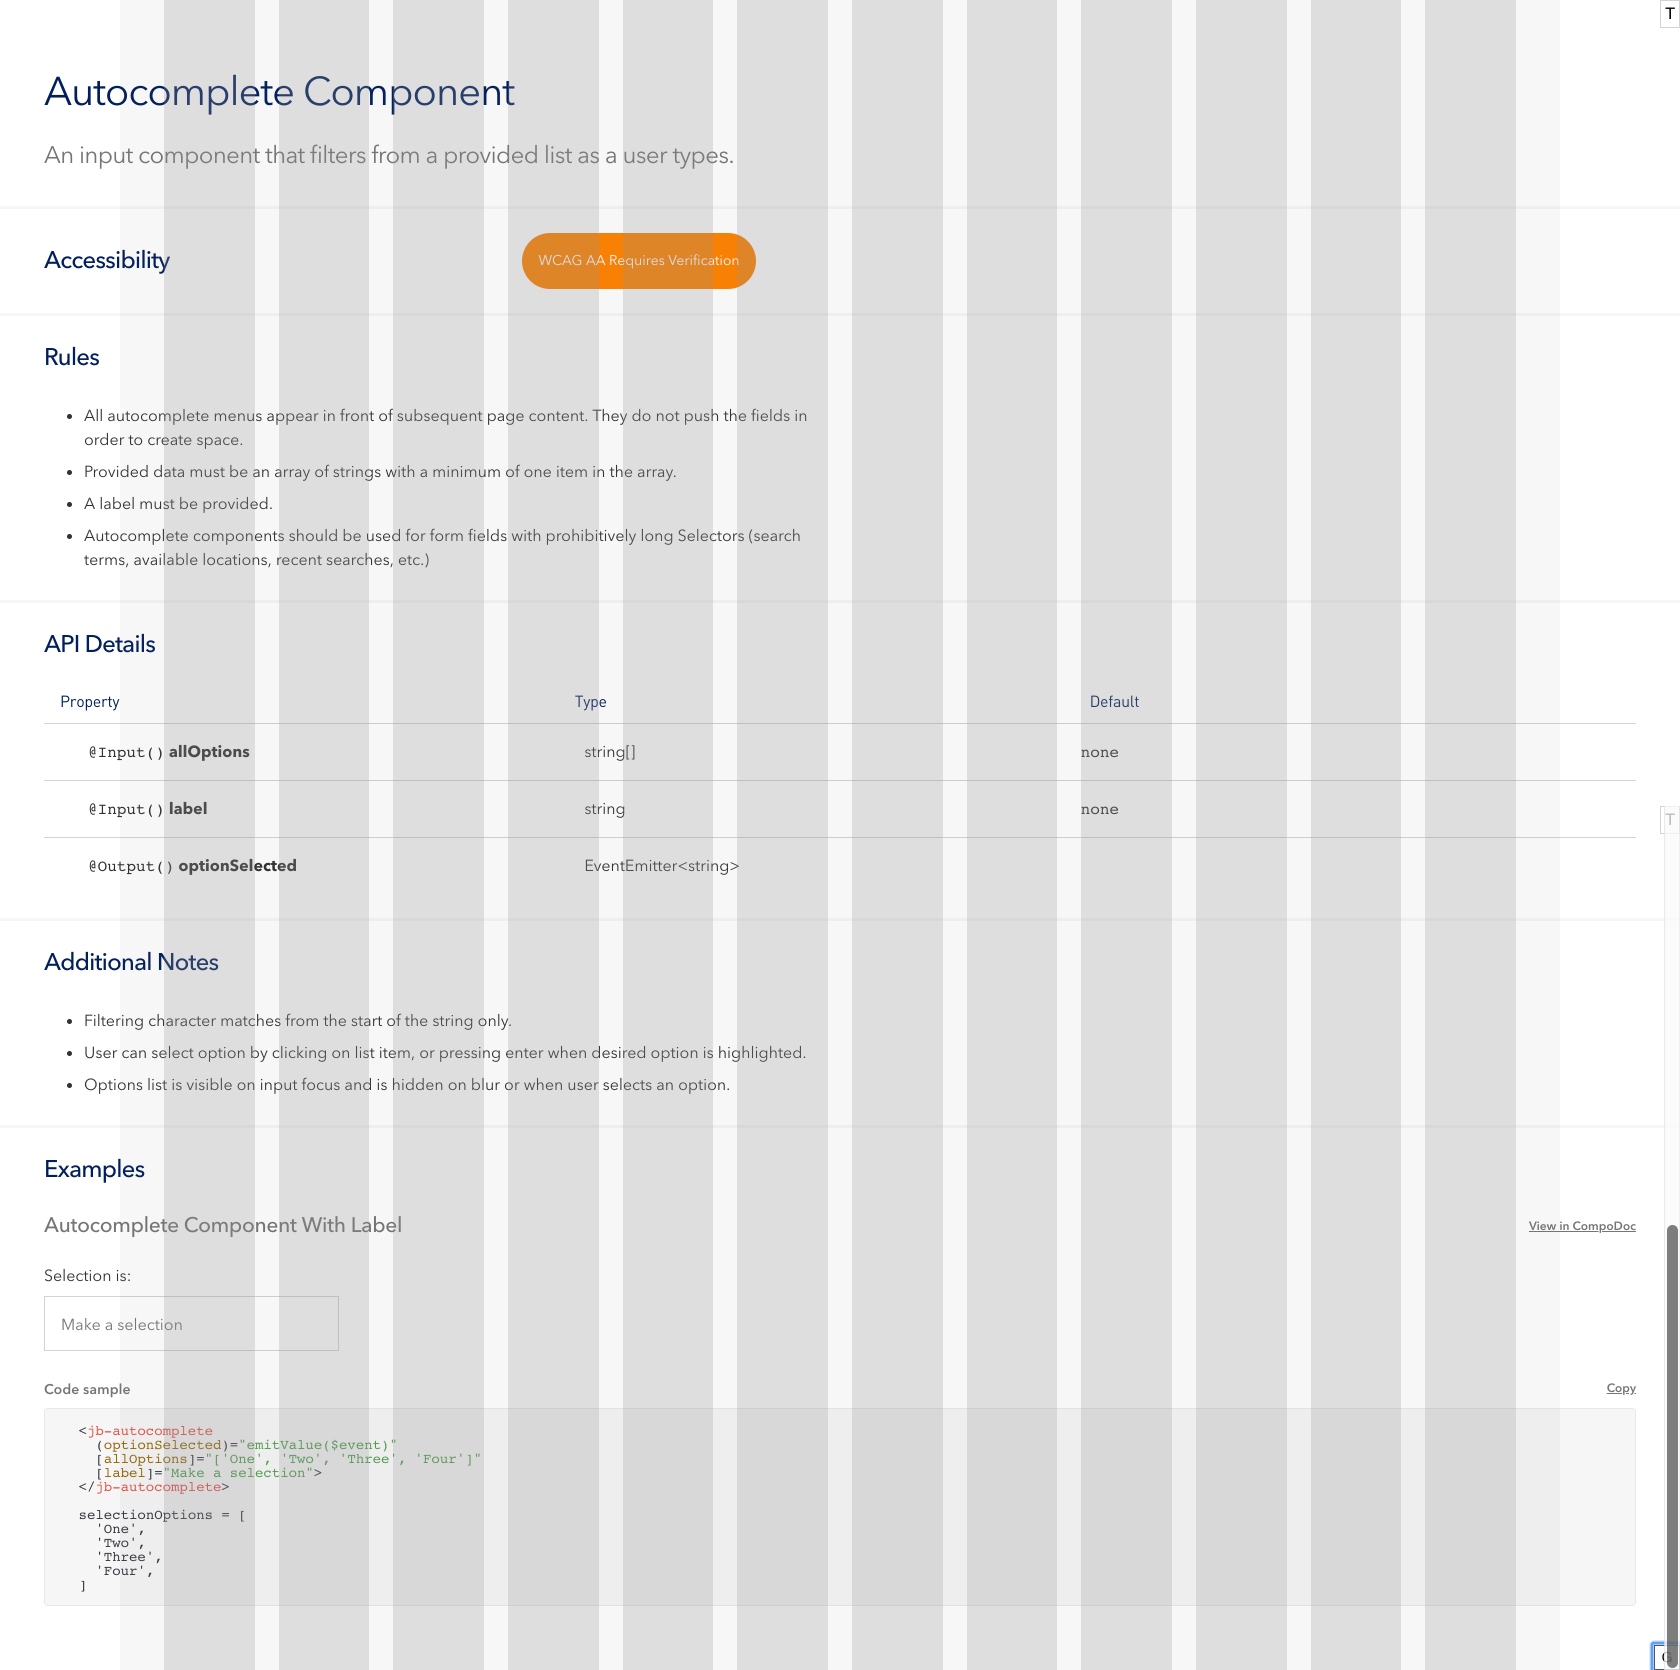 T
Autocomplete Component
An input component that filters from a provided list as a user types.
Accessibility
WCAG AA Requires Verification
Rules
• All autocomplete menus appear in front of subsequent page content. They do not push the fields in
order to create space.
• Provided data must be an array of strings with a minimum of one item in the array.
• A label must be provided.
• Autocomplete components should be used for form fields with prohibitively long Selectors (search
terms, available locations, recent searches, etc.)
API Details
Property Type Default
@Input() allOptions string[] none
@Input() label string none
T
@Output() optionSelected EventEmitter<string>
Additional Notes
• Filtering character matches from the start of the string only.
• User can select option by clicking on list item, or pressing enter when desired option is highlighted.
• Options list is visible on input focus and is hidden on blur or when user selects an option.
Examples
Autocomplete Component With Label View in CompoDoc
Selection is:
Make a selection
Code sample Copy
<jb-autocomplete
(optionSelected)="emitValue($event)"
[allOptions]="['One', 'Two', 'Three', 'Four']"
[label]="Make a selection">
</jb-autocomplete>
selectionOptions = [
'One',
'Two',
'Three',
'Four',
]